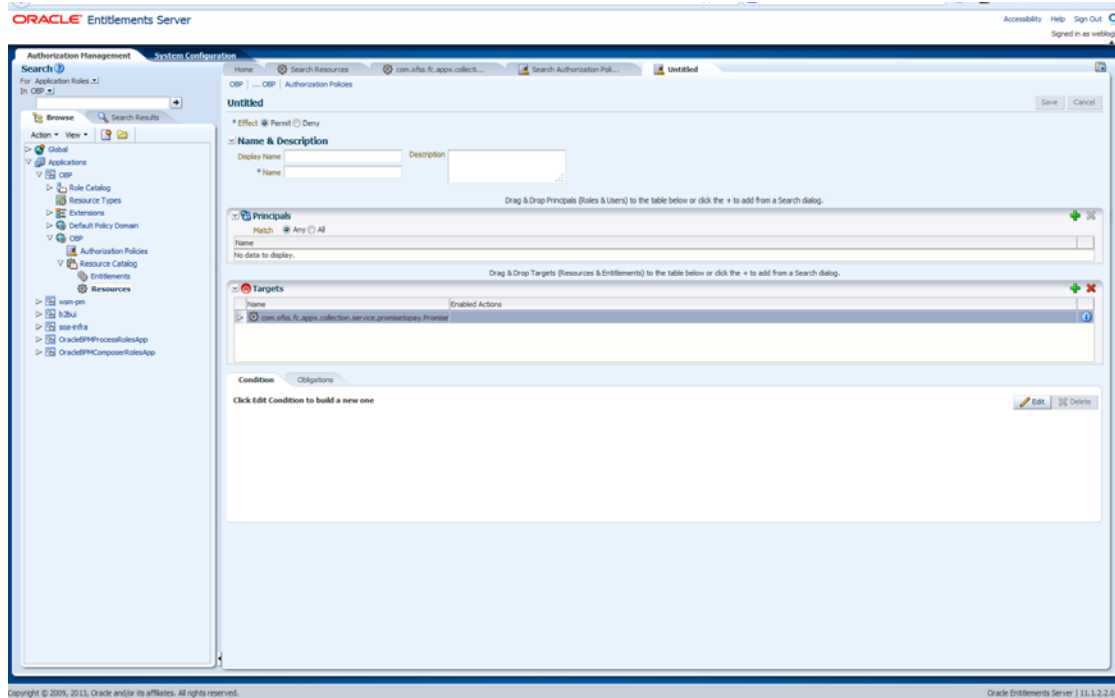 ORACLE Entitlements Server
Accessibility Help Sign Out
Signed in as weblog
Authorization Management System Configuration
Search
For Application Roles
In OBP
Browse Search Results
Action View
Global
Applications
OBP
Role Catalog
Resource Types
Extensions
Default Policy Domain
OBP
Authorization Policies
Resource Catalog
Entitlements
Resources
wsm-pm
b2bui
soa-infra
OracleBPMProcessRolesApp
OracleBPMComposerRolesApp
Home Search Resources com.ofss.fc.appx.collecti... Search Authorization Poli... Untitled
OBP | .... OBP | Authorization Policies
Untitled
Save Cancel
* Effect Permit Deny
Name & Description
Display Name Description
* Name
Drag & Drop Principals (Roles & Users) to the table below or click the + to add from a Search dialog.
Principals
Match Any All
Name
No data to display.
Drag & Drop Targets (Resources & Entitlements) to the table below or click the + to add from a Search dialog.
Targets
Name Enabled Actions
com.ofss.fc.appx.collection.service.promisetopay.Promise
Condition Obligations
Click Edit Condition to build a new one
Edit Delete
Copyright © 2009, 2013, Oracle and/or its affiliates. All rights reserved.
Oracle Entitlements Server | 11.1.2.2.0